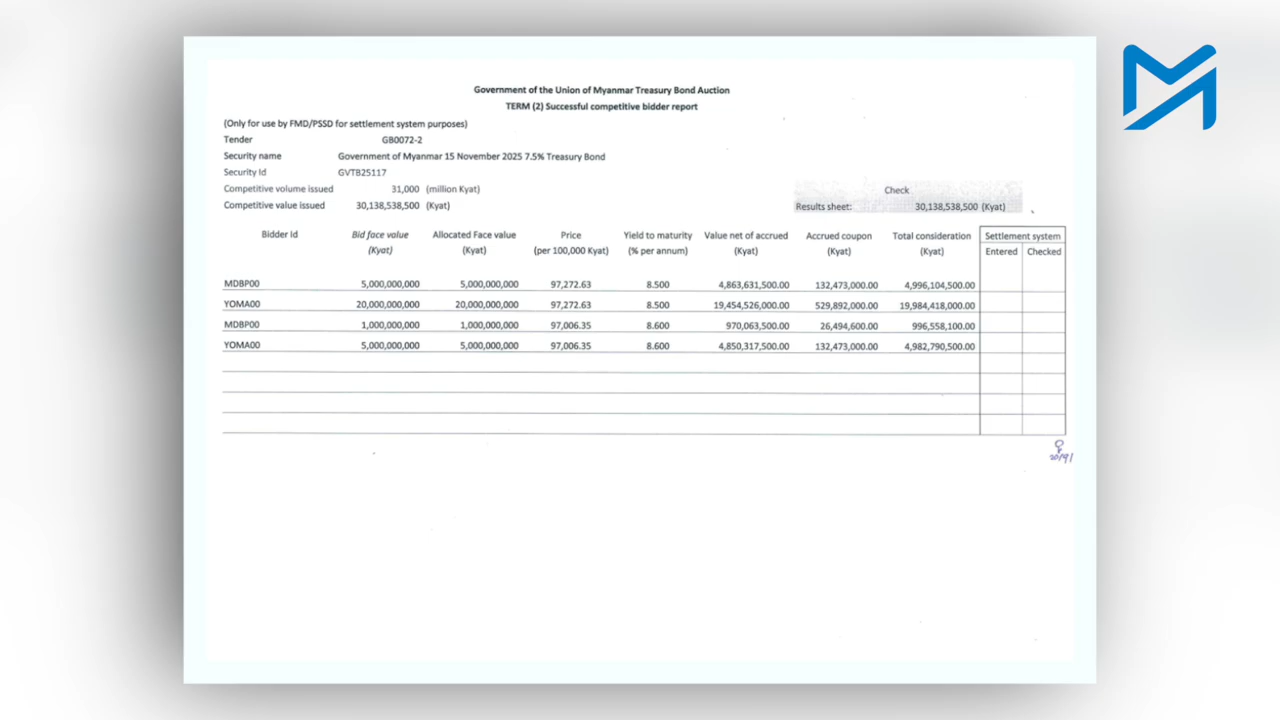 Government of the Union of Myanmar Treasury Bond Auction
TERM (2) Successful competitive bidder report
(Only for use by FMD/PSSD for settlement system purposes)
Tender GB0072-2
Security name Government of Myanmar 15 November 2025 7.5% Treasury Bond
Security Id GVTB25117
Competitive volume issued 31,000 (million Kyat) Check
Competitive value issued 30,138,538,500 (Kyat) Results sheet: 30,138,538,500 (Kyat)
Bidder Id Bid face value Allocated Face value Price Yield to maturity Value net of accrued Accrued coupon Total consideration Settlement system
(Kyat) (Kyat) (per 100,000 Kyat) (% per annum) (Kyat) (Kyat) (Kyat) Entered Checked
MDBP00 5,000,000,000 5,000,000,000 97,272.63 8.500 4,863,631,500.00 132,473,000.00 4,996,104,500.00
YOMA00 20,000,000,000 20,000,000,000 97,272.63 8.500 19,454,526,000.00 529,892,000.00 19,984,418,000.00
MDBP00 1,000,000,000 1,000,000,000 97,006.35 8.600 970,063,500.00 26,494,600.00 996,558,100.00
YOMA00 5,000,000,000 5,000,000,000 97,006.35 8.600 4,850,317,500.00 132,473,000.00 4,982,790,500.00